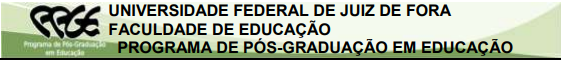 UNIVERSIDADE FEDERAL DE JUIZ DE FORA
FACULDADE DE EDUCAÇÃO
PROGRAMA DE PÓS-GRADUAÇÃO EM EDUCAÇÃO
PPGE
Programa de Pós-Graduação
em Educação